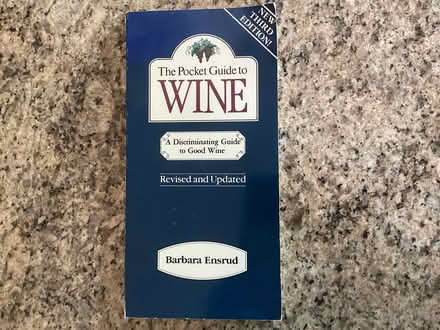 NEW
THIRD
EDITION!
The Pocket Guide to
WINE
A Discriminating Guide
to Good Wine
Revised and Updated
Barbara Ensrud